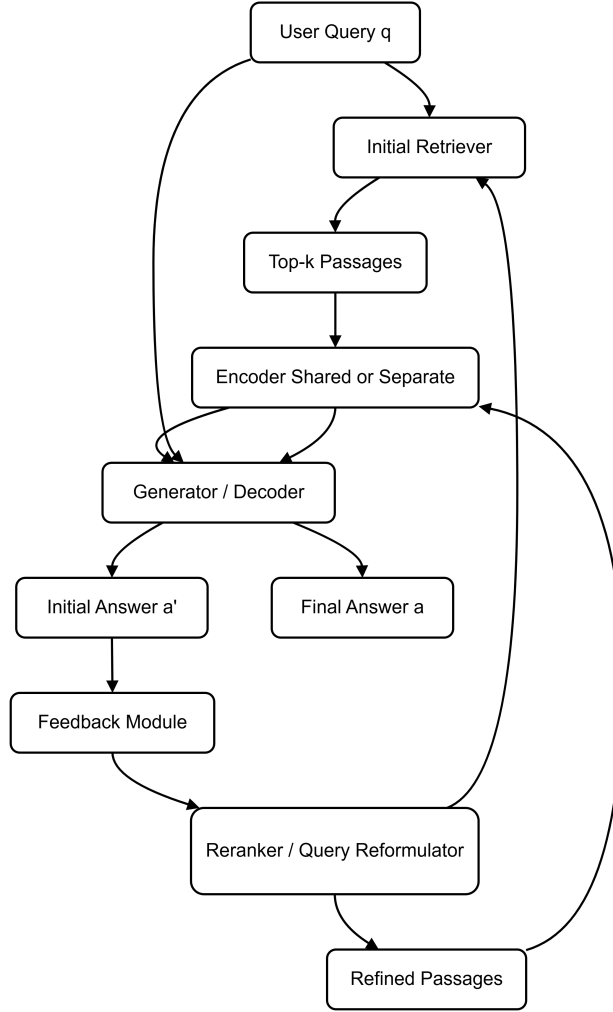 User Query q
Initial Retriever
Top-k Passages
Encoder Shared or Separate
Generator / Decoder
Initial Answer a'
Final Answer a
Feedback Module
Reranker / Query Reformulator
Refined Passages